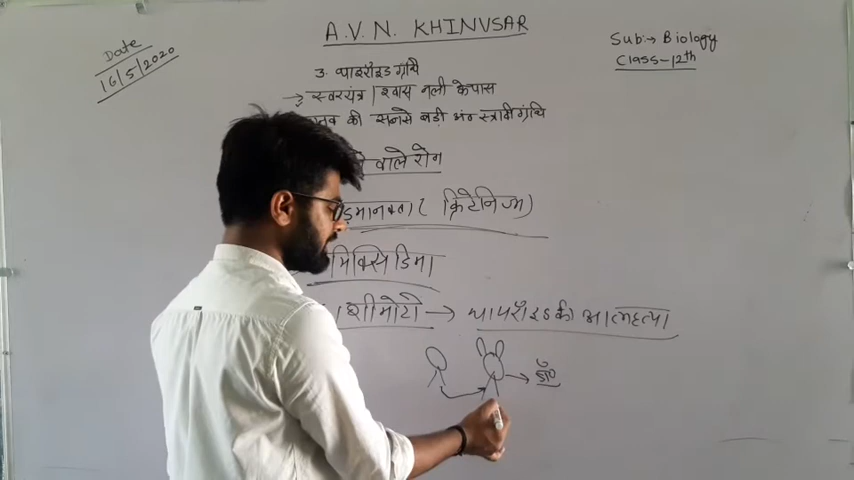 A.V.N. KHINVSAR
Date
16/5/2020
Sub:→ Biology
Class-12th
3. थाइरॉइड ग्रंथि
→ स्वरयंत्र / श्वास नली के पास
की सबसे बड़ी अंतःस्त्रावी ग्रंथि
वाले रोग
( क्रिटेनिज्म)
मिक्सिडिमा
शीमोटो → थायरॉइड की आत्महत्या